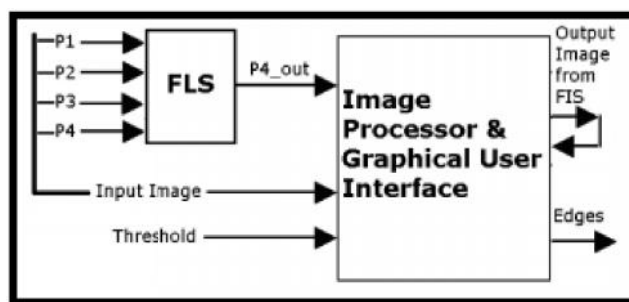 P1
P2
P3
P4
FLS
P4_out
Input Image
Threshold
Image
Processor &
Graphical User
Interface
Output
Image
from
FIS
Edges